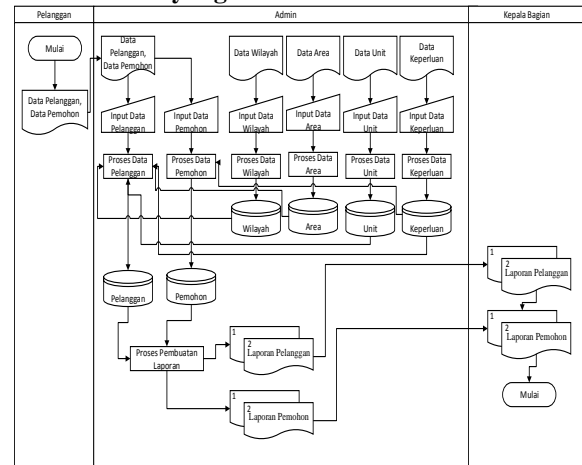 Pelanggan
Admin
Kepala Bagian
Mulai
Data Pelanggan,
Data Pemohon
Data
Pelanggan,
Data Pemohon
Data Wilayah
Data Area
Data Unit
Data
Keperluan
Input Data
Pelanggan
Input Data
Pemohon
Input Data
Wilayah
Input Data
Area
Input Data
Unit
Input Data
Keperluan
Proses Data
Pelanggan
Proses Data
Pemohon
Proses Data
Wilayah
Proses Data
Area
Proses Data
Unit
Proses Data
Keperluan
Wilayah
Area
Unit
Keperluan
Pelanggan
Pemohon
Proses Pembuatan
Laporan
1
2
Laporan Pelanggan
1
2
Laporan Pemohon
1
2
Laporan Pelanggan
1
2
Laporan Pemohon
Mulai